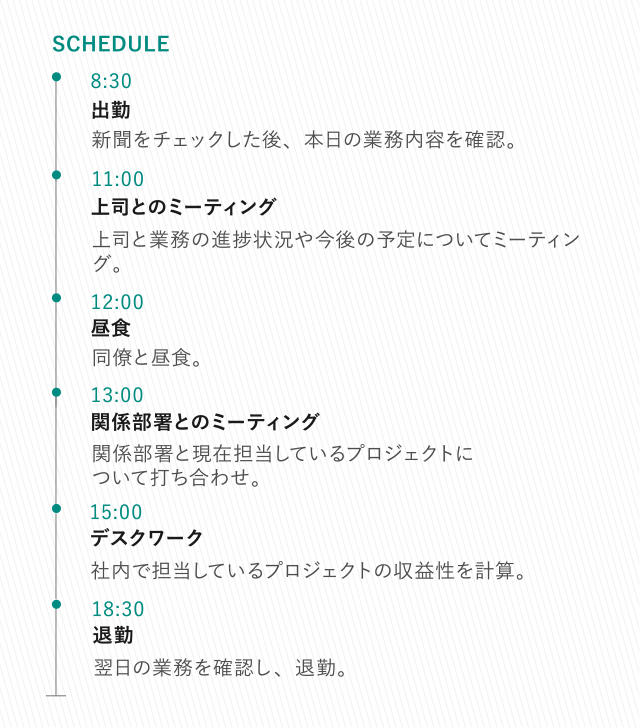 SCHEDULE
8:30
出勤
新聞をチェックした後、本日の業務内容を確認。
11:00
上司とのミーティング
上司と業務の進捗状況や今後の予定についてミーティン
グ。
12:00
昼食
同僚と昼食。
13:00
関係部署とのミーティング
関係部署と現在担当しているプロジェクトに
ついて打ち合わせ。
15:00
デスクワーク
社内で担当しているプロジェクトの収益性を計算。
18:30
退勤
翌日の業務を確認し、退勤。